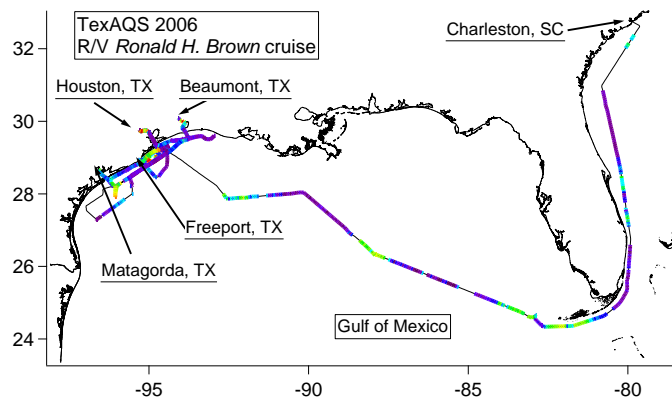 TexAQS 2006
R/V Ronald H. Brown cruise
Charleston, SC
Houston, TX
Beaumont, TX
Freeport, TX
Matagorda, TX
Gulf of Mexico
32
30
28
26
24
-95
-90
-85
-80